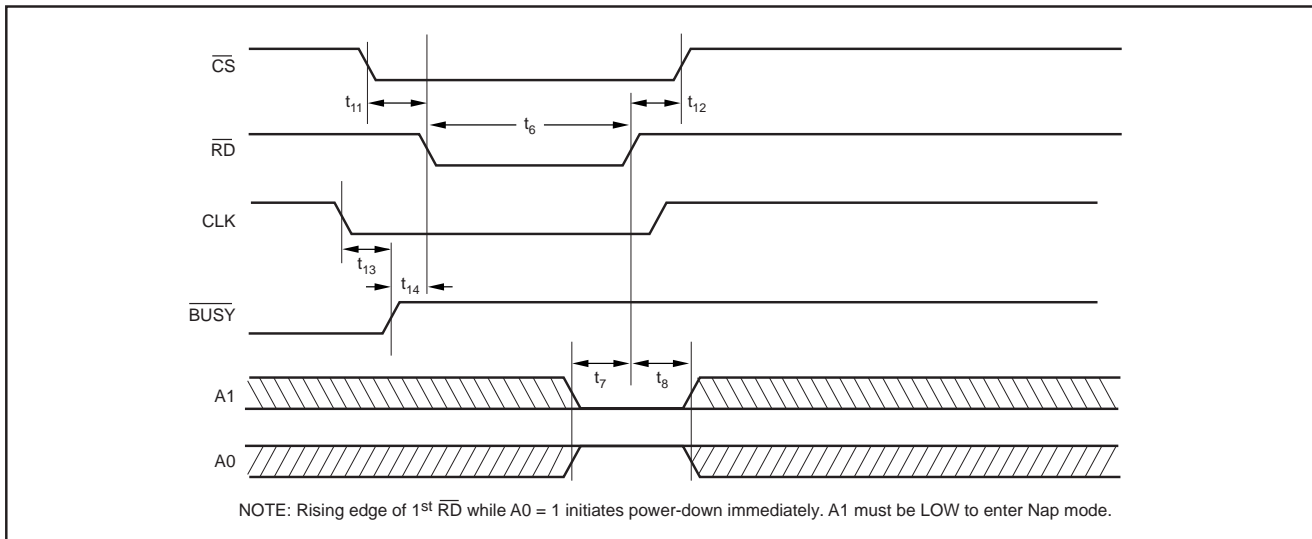 CS
t11
t12
t6
RD
CLK
t13
t14
BUSY
t7
t8
A1
A0
NOTE: Rising edge of 1st RD while A0 = 1 initiates power-down immediately. A1 must be LOW to enter Nap mode.